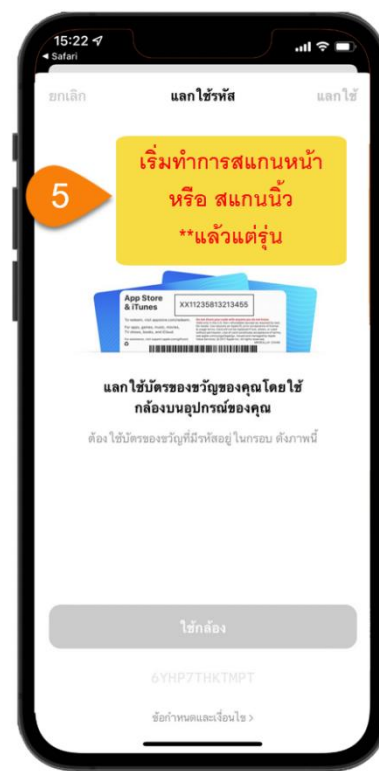 15:22
Safari
ยกเลิก
แลกใช้รหัส
แลกใช้
5
เริ่มทำการสแกนหน้า
หรือ สแกนนิ้ว
**แล้วแต่รุ่น
App Store
& iTunes
XX11235813213455
แลกใช้บัตรของขวัญของคุณโดยใช้
กล้องบนอุปกรณ์ของคุณ
ต้องใช้บัตรของขวัญที่มีรหัสอยู่ในกรอบ ดังภาพนี้
ใช้กล้อง
6YHP7THKTMPT
ข้อกำหนดและเงื่อนไข >